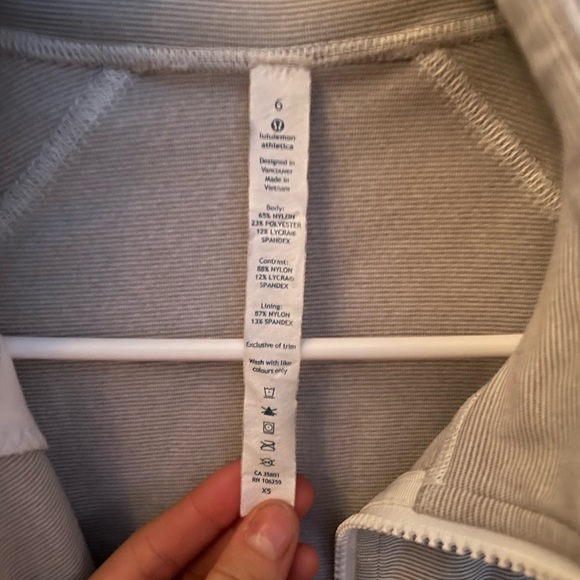 6
lululemon
athletica
Designed in
Vancouver
Made in
Vietnam
Body:
65% NYLON
23% POLYESTER
12% LYCRA®
SPANDEX
Contrast:
88% NYLON
12% LYCRA®
SPANDEX
Lining:
87% NYLON
13% SPANDEX
Exclusive of trim
Wash with like
colours only
CA 35801
RN 106259
X5